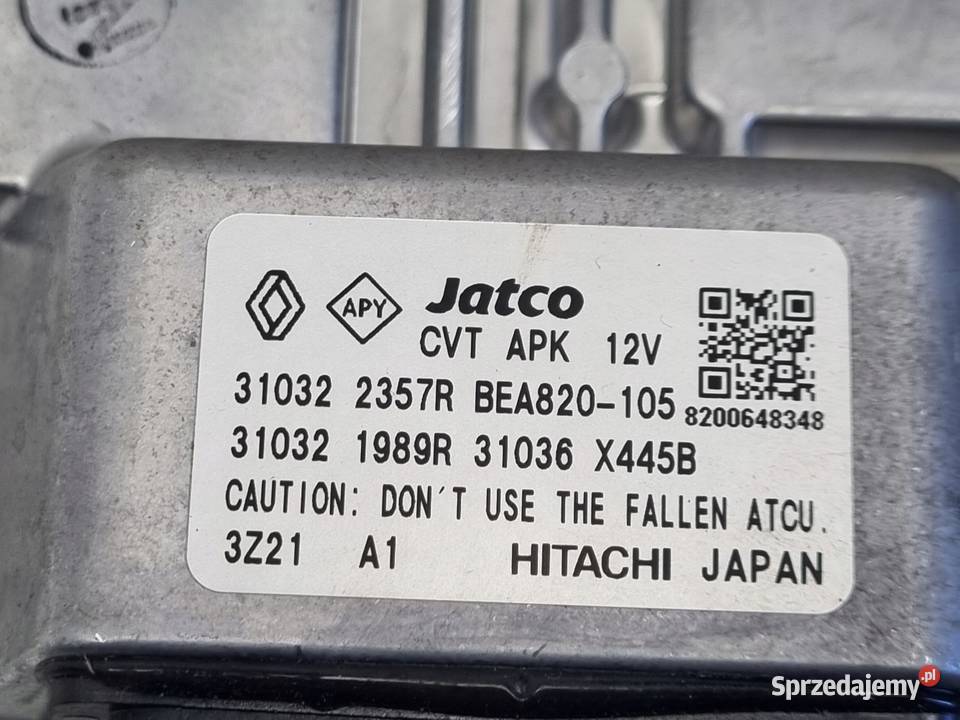 APY Jatco
CVT APK 12V
31032 2357R BEA820-105
8200648348
31032 1989R 31036 X445B
CAUTION: DON'T USE THE FALLEN ATCU.
3Z21 A1 HITACHI JAPAN
Sprzedajemy.pl